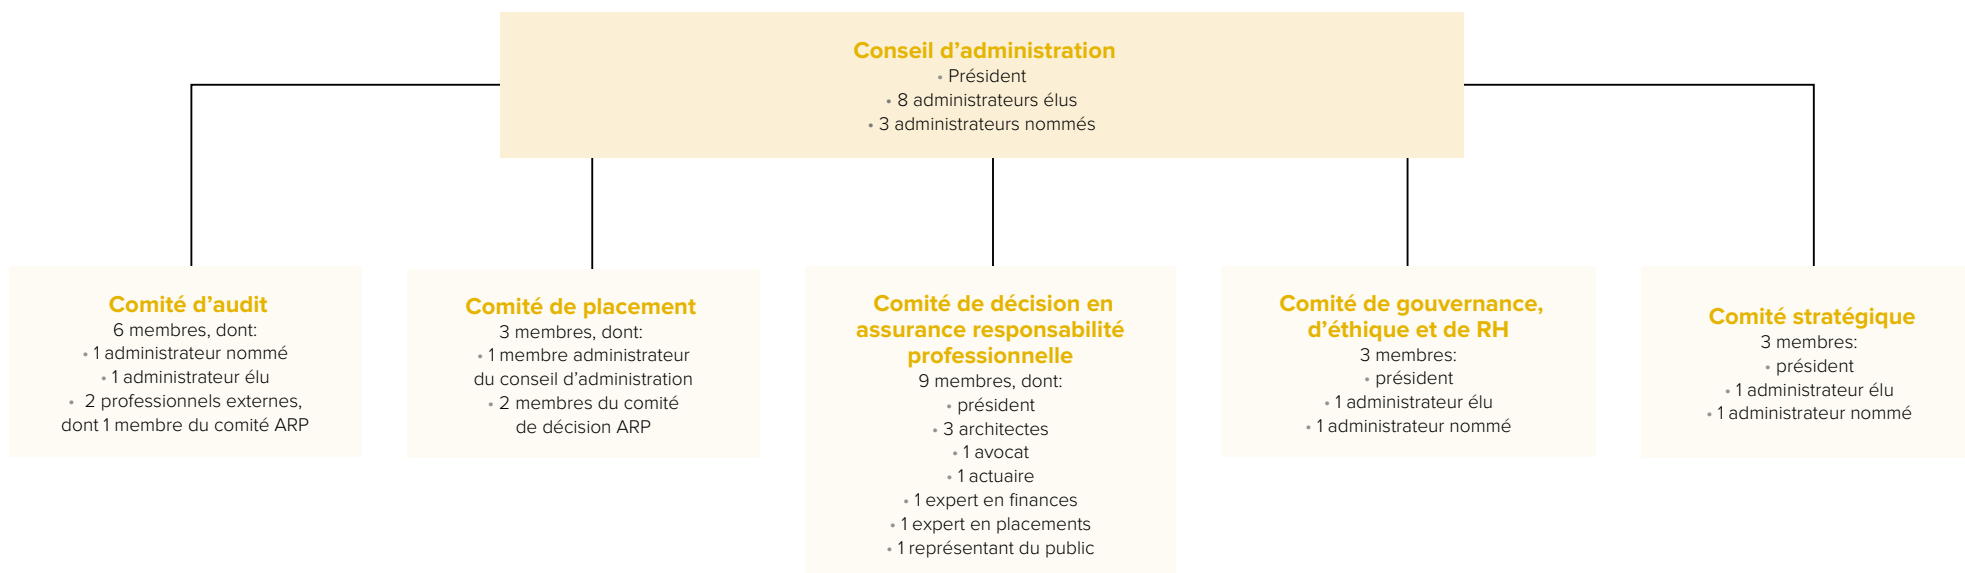 Conseil d’administration
• Président
• 8 administrateurs élus
• 3 administrateurs nommés
Comité d’audit
6 membres, dont:
• 1 administrateur nommé
• 1 administrateur élu
• 2 professionnels externes,
dont 1 membre du comité ARP
Comité de placement
3 membres, dont:
• 1 membre administrateur
du conseil d’administration
• 2 membres du comité
de décision ARP
Comité de décision en
assurance responsabilité
professionnelle
9 membres, dont:
• président
• 3 architectes
• 1 avocat
• 1 actuaire
• 1 expert en finances
• 1 expert en placements
• 1 représentant du public
Comité de gouvernance,
d’éthique et de RH
3 membres:
• président
• 1 administrateur élu
• 1 administrateur nommé
Comité stratégique
3 membres:
• président
• 1 administrateur élu
• 1 administrateur nommé